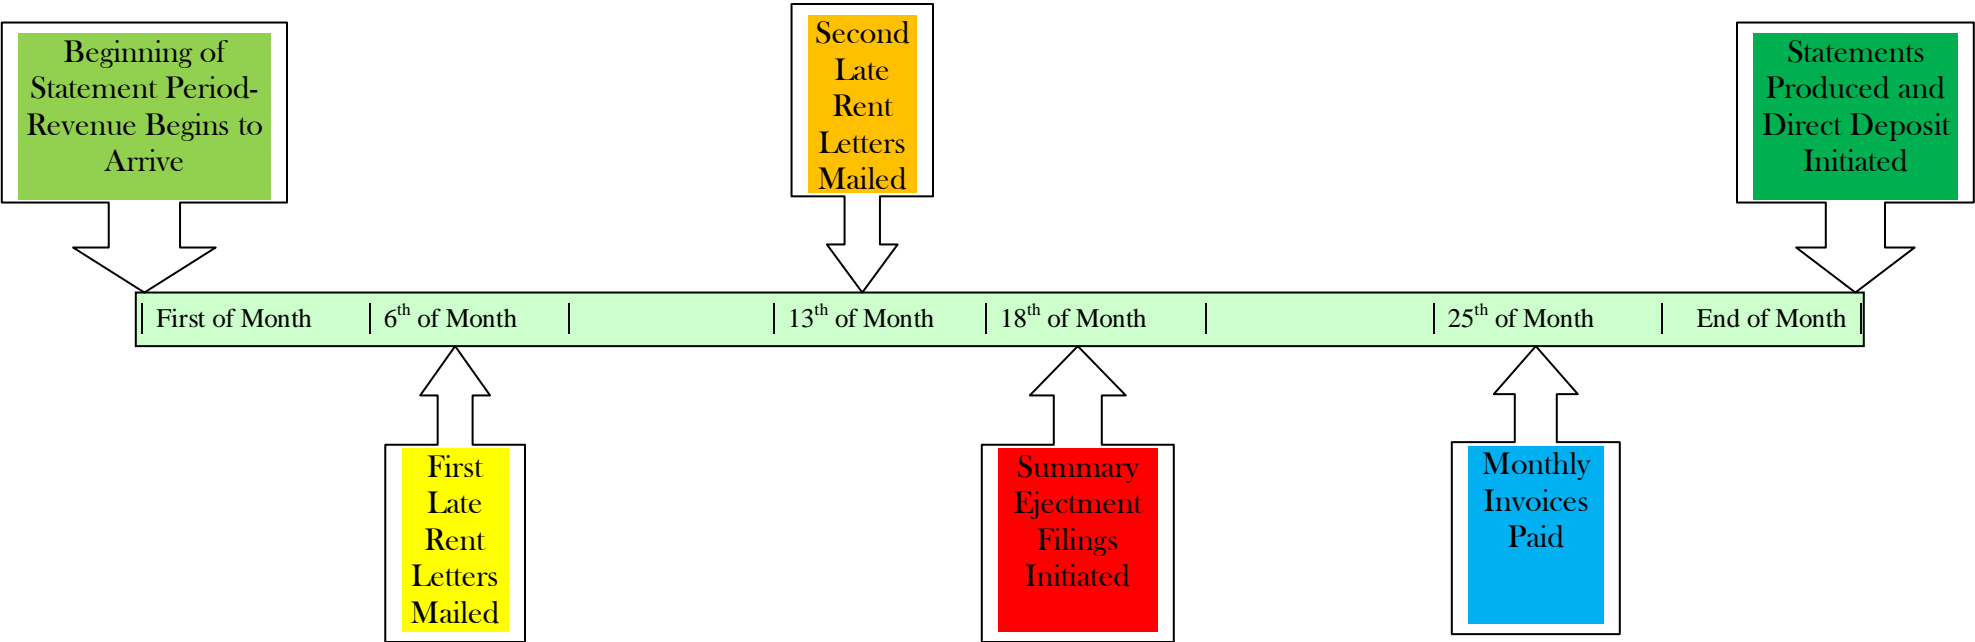 Beginning of
Statement Period-
Revenue Begins to
Arrive
Second
Late
Rent
Letters
Mailed
Statements
Produced and
Direct Deposit
Initiated
First of Month
6th of Month
13th of Month
18th of Month
25th of Month
End of Month
First
Late
Rent
Letters
Mailed
Summary
Ejectment
Filings
Initiated
Monthly
Invoices
Paid